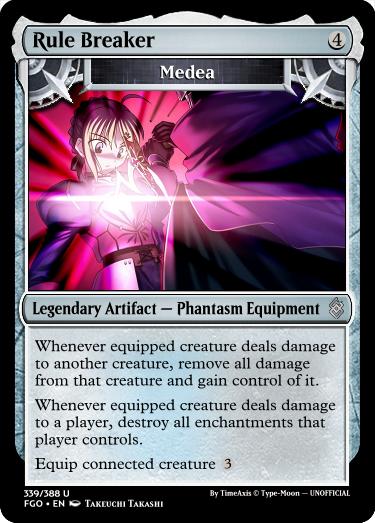 Rule Breaker 4
Medea
Legendary Artifact — Phantasm Equipment
Whenever equipped creature deals damage
to another creature, remove all damage
from that creature and gain control of it.
Whenever equipped creature deals damage
to a player, destroy all enchantments that
player controls.
Equip connected creature 3
339/388 U
FGO • EN Takeuchi Takashi
By TimeAxis © Type-Moon — UNOFFICIAL